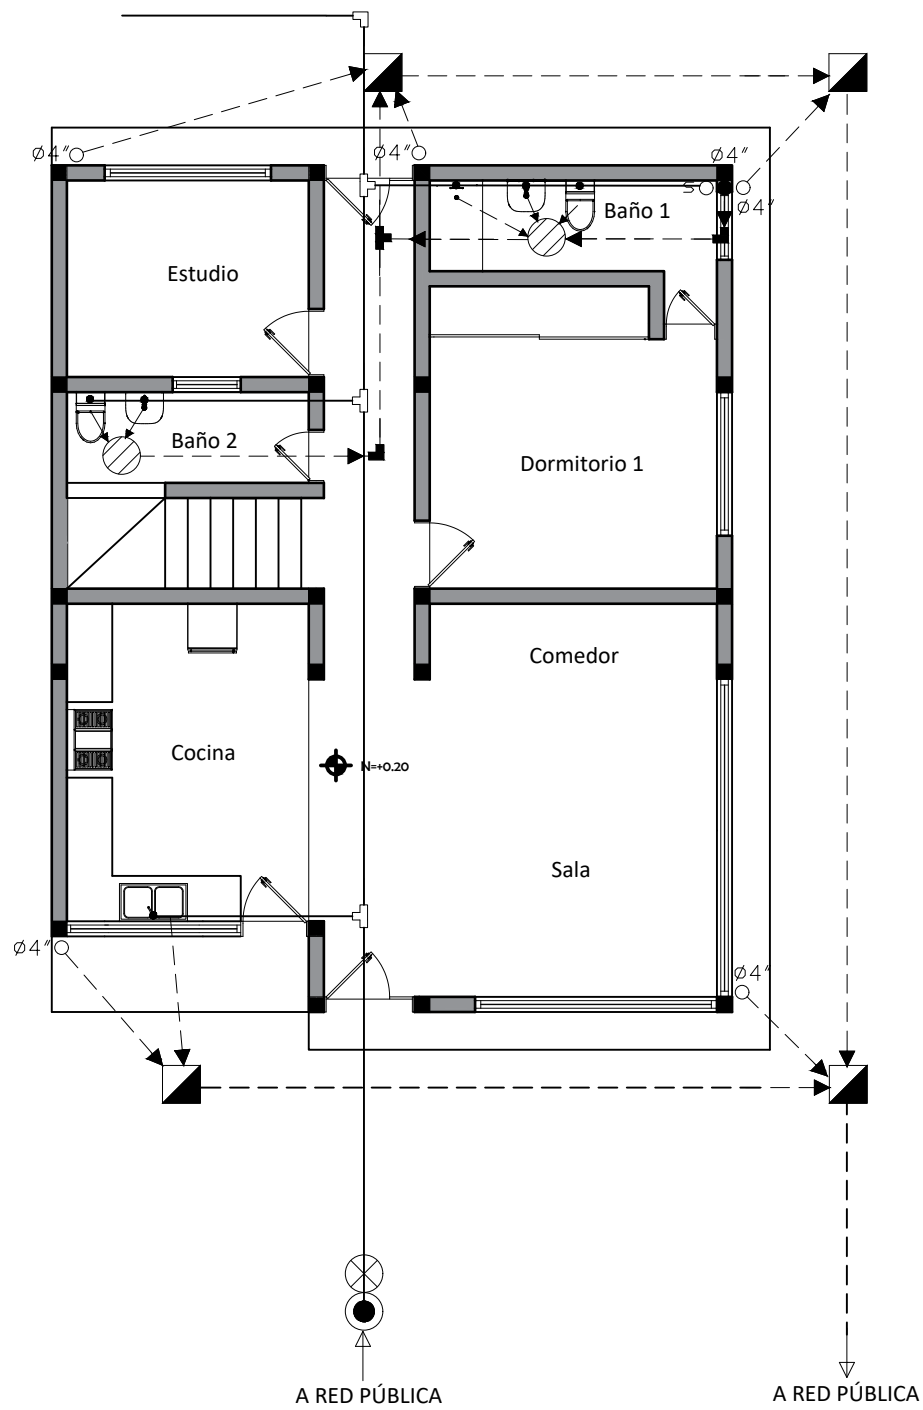 Ø4"
Ø4"
Ø4"
S
Ø4"
Baño 1
Estudio
Baño 2
Dormitorio 1
Comedor
Cocina
N=+0.20
Sala
Ø4"
Ø4"
A RED PÚBLICA
A RED PÚBLICA